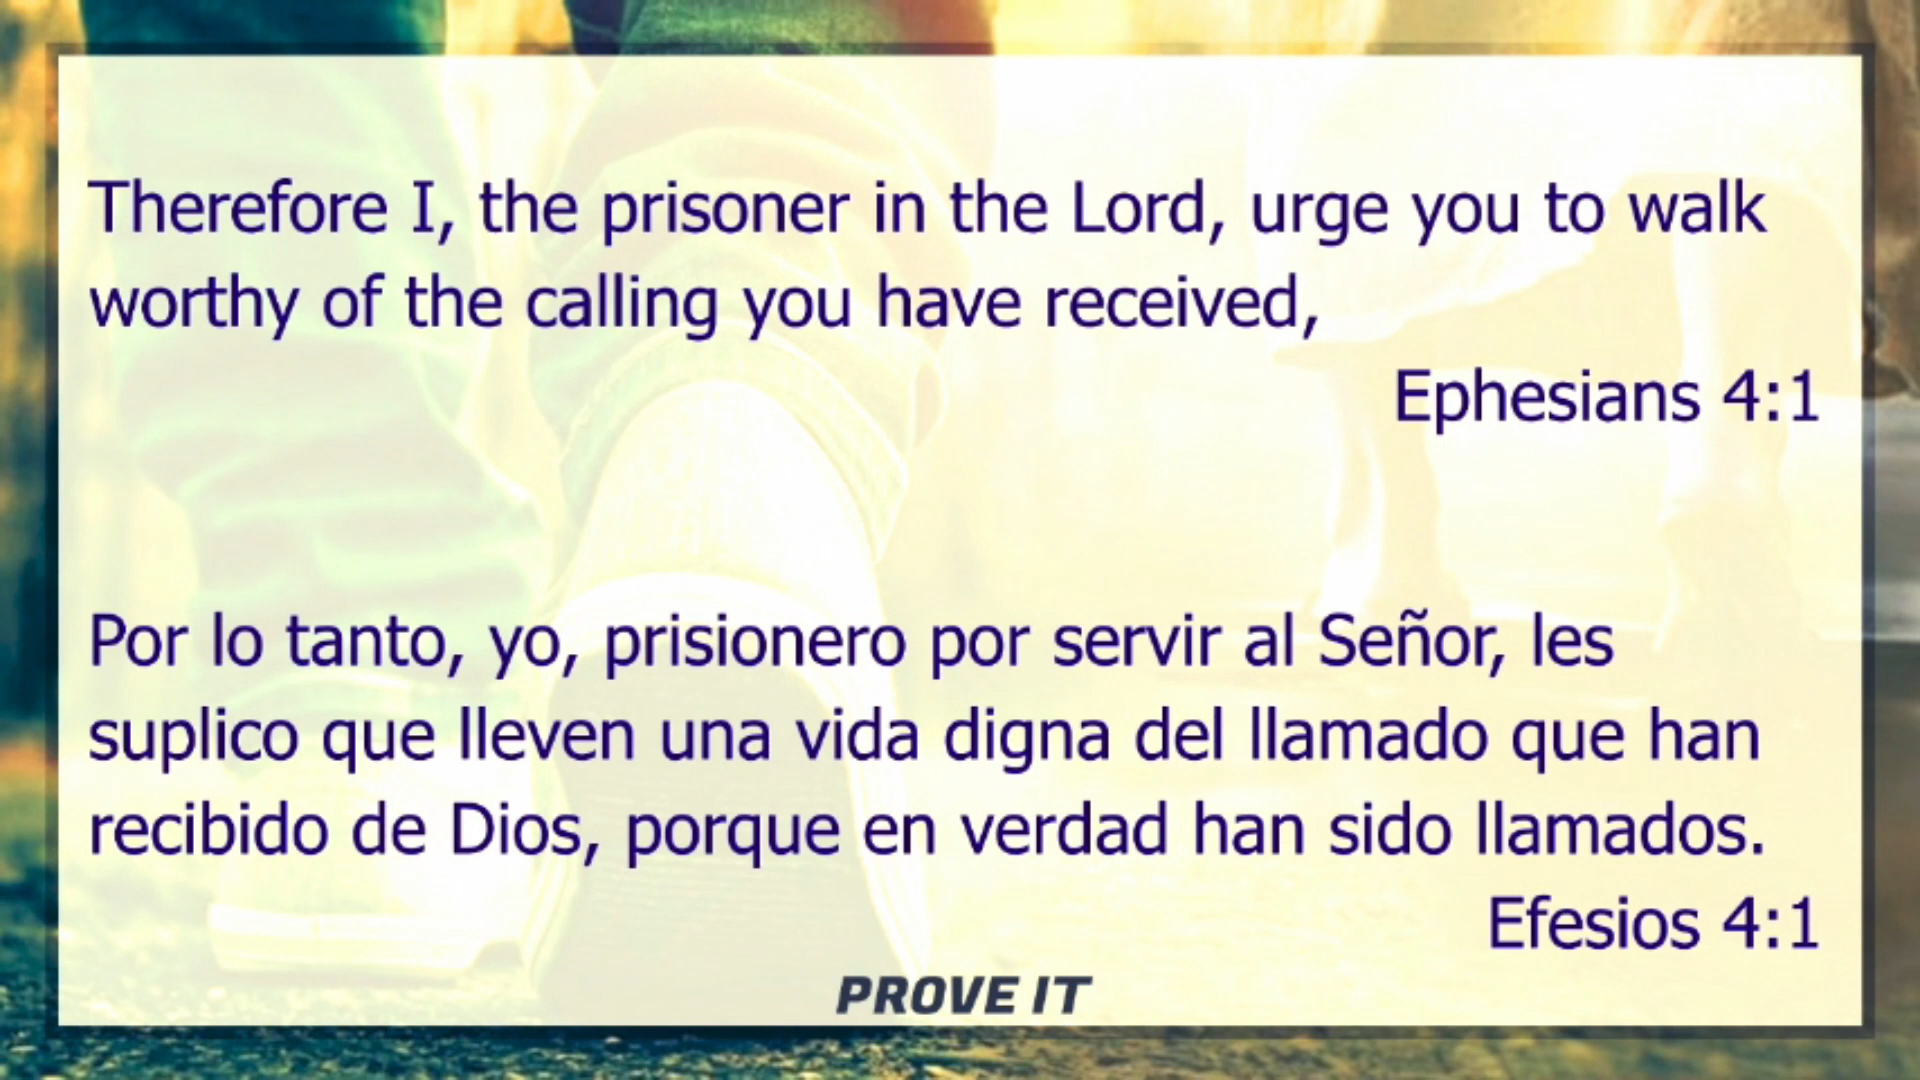 Therefore I, the prisoner in the Lord, urge you to walk
worthy of the calling you have received,
Ephesians 4:1
Por lo tanto, yo, prisionero por servir al Señor, les
suplico que lleven una vida digna del llamado que han
recibido de Dios, porque en verdad han sido llamados.
Efesios 4:1
PROVE IT